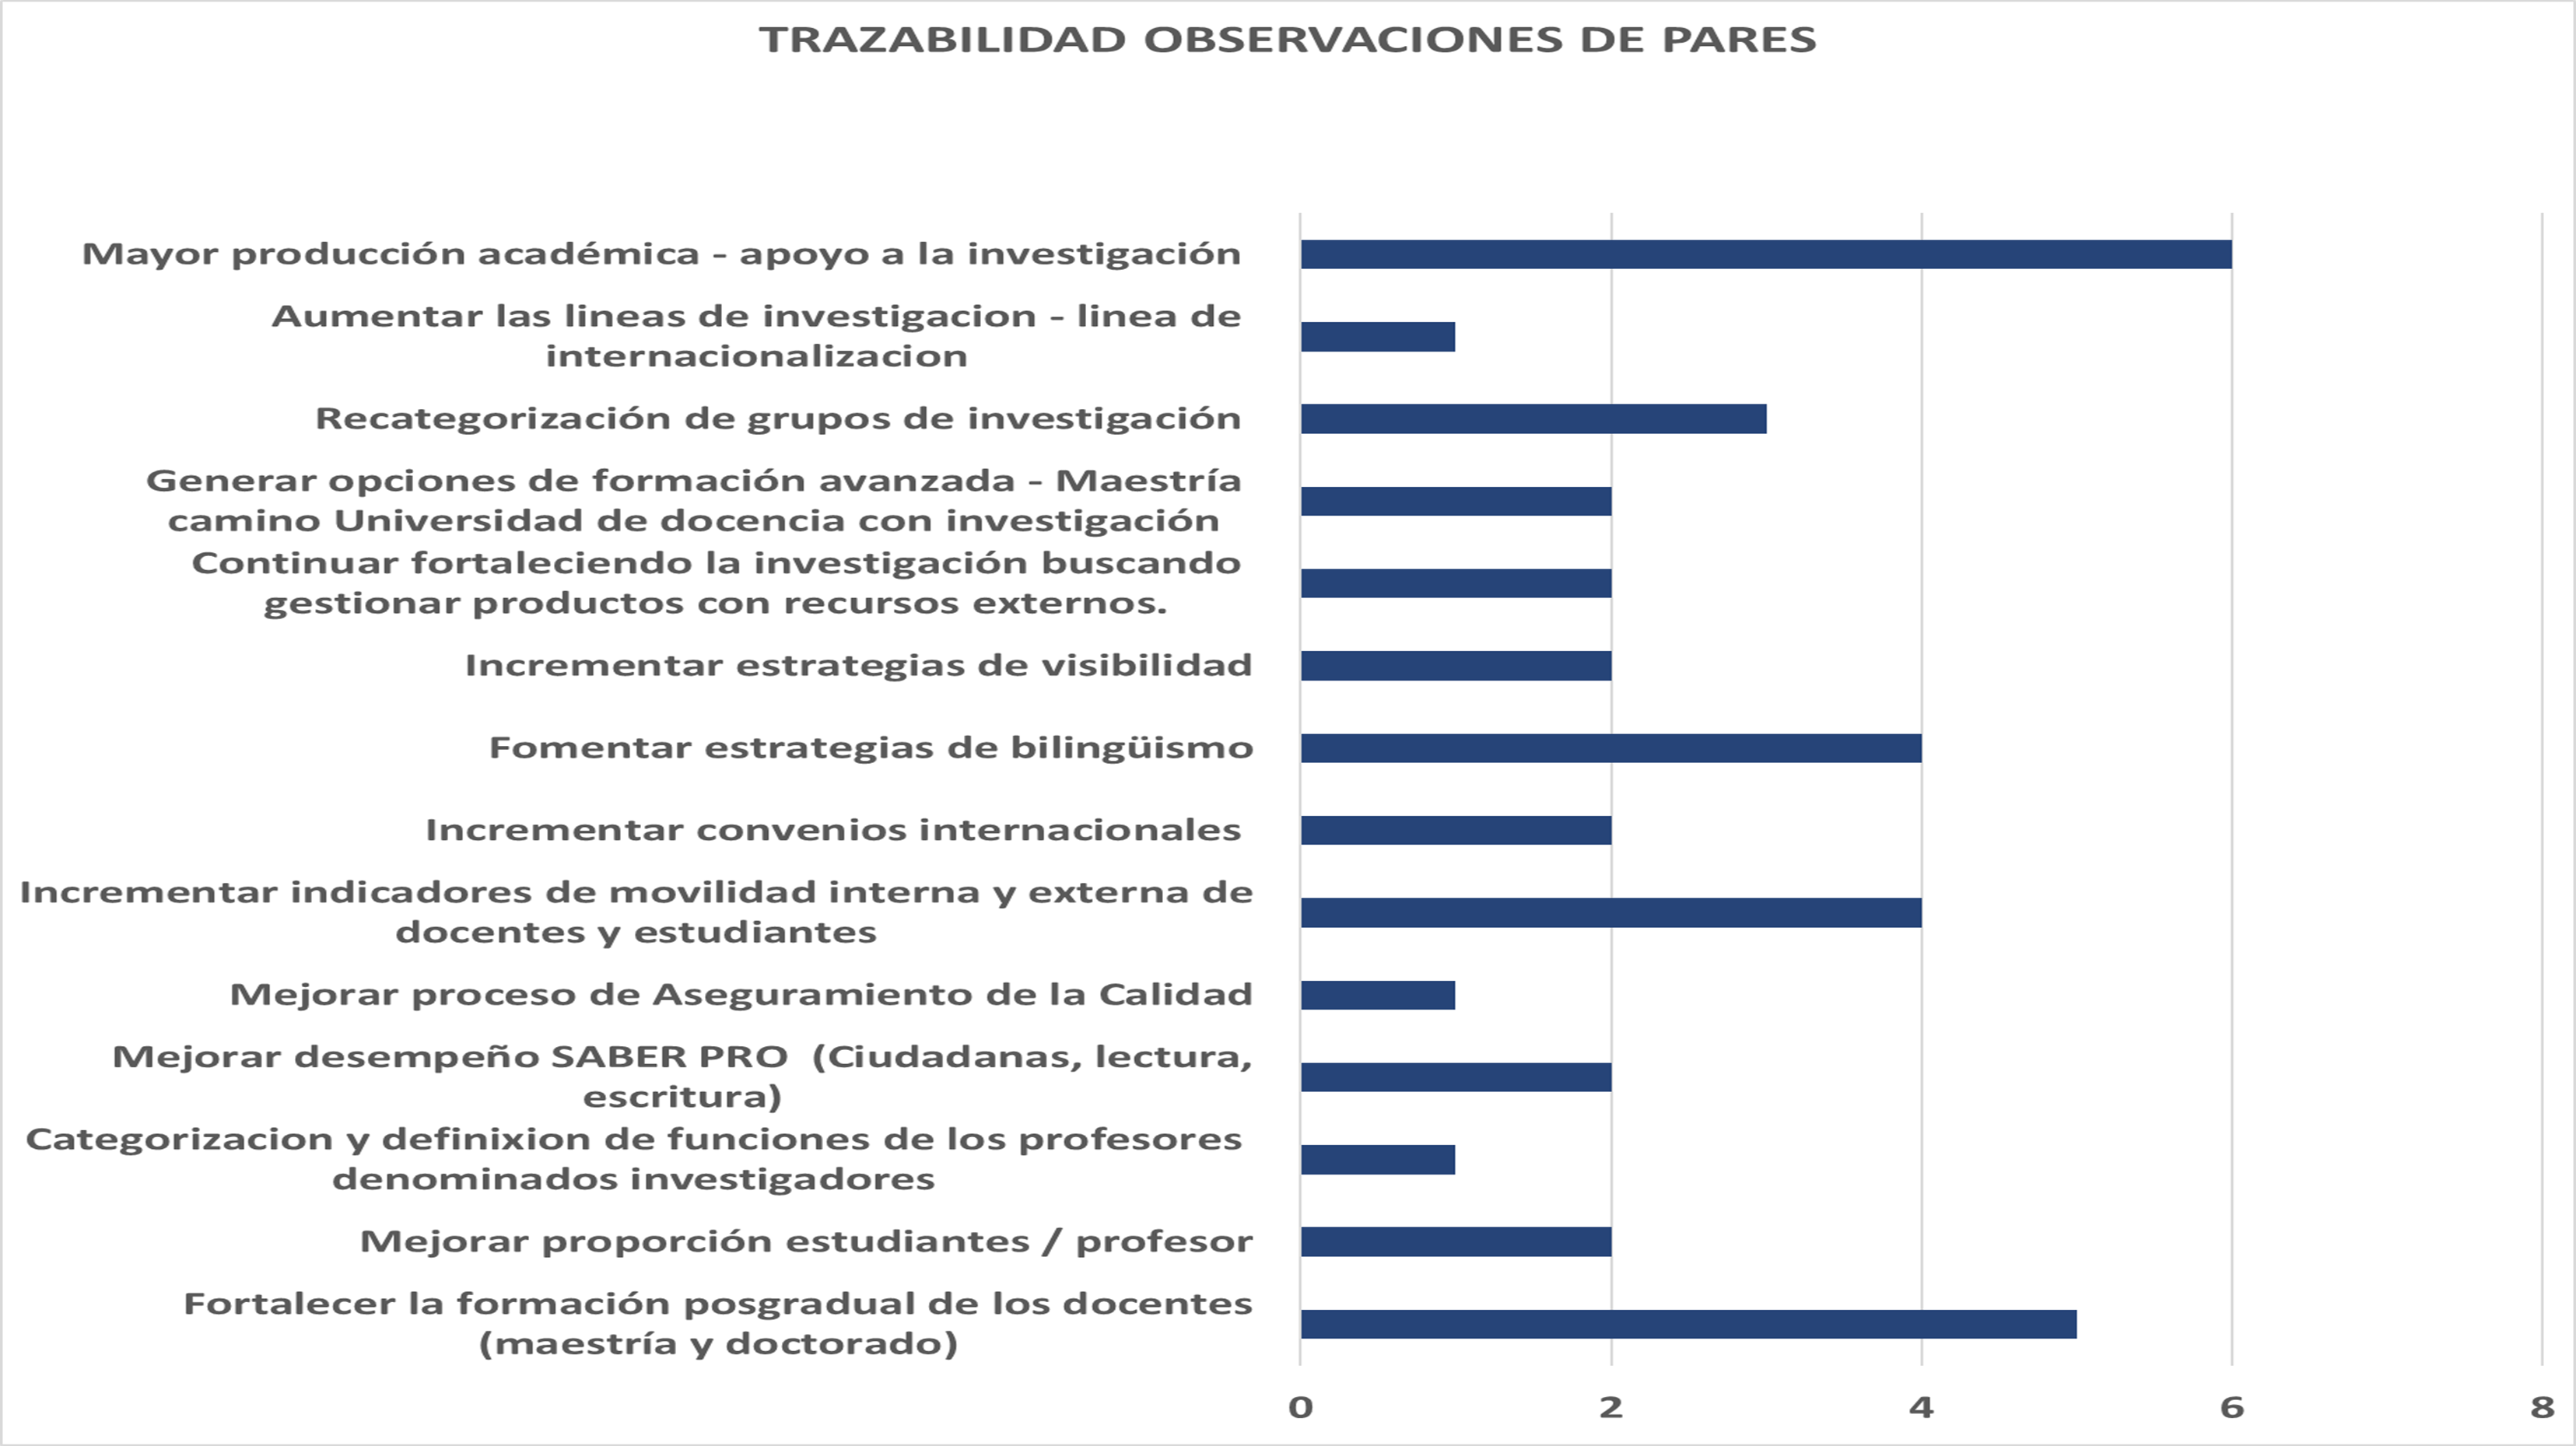 TRAZABILIDAD OBSERVACIONES DE PARES
Mayor producción académica - apoyo a la investigación
Aumentar las lineas de investigacion - linea de
internacionalizacion
Recategorización de grupos de investigación
Generar opciones de formación avanzada - Maestría
camino Universidad de docencia con investigación
Continuar fortaleciendo la investigación buscando
gestionar productos con recursos externos.
Incrementar estrategias de visibilidad
Fomentar estrategias de bilingüismo
Incrementar convenios internacionales
Incrementar indicadores de movilidad interna y externa de
docentes y estudiantes
Mejorar proceso de Aseguramiento de la Calidad
Mejorar desempeño SABER PRO  (Ciudadanas, lectura,
escritura)
Categorizacion y definixion de funciones de los profesores
denominados investigadores
Mejorar proporción estudiantes / profesor
Fortalecer la formación posgradual de los docentes
(maestría y doctorado)
0 2 4 6 8